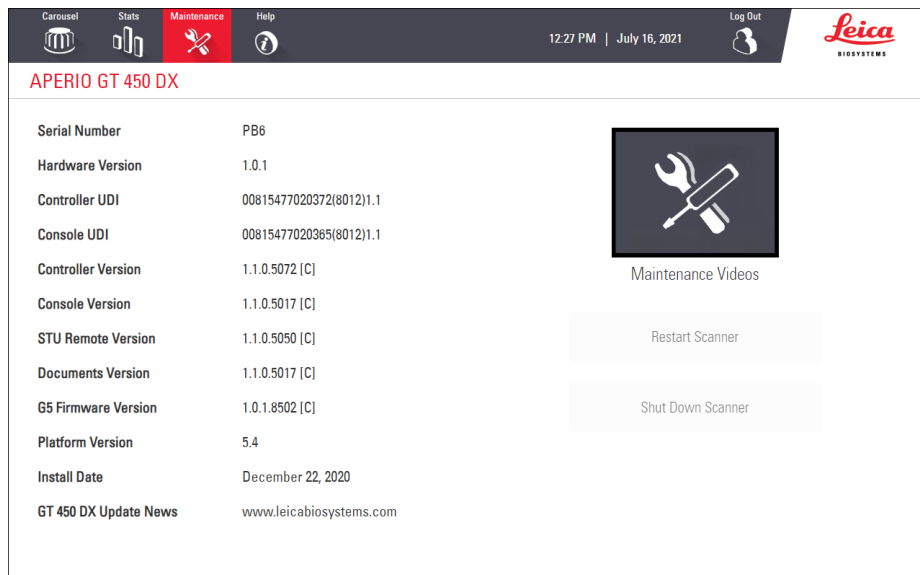 Carousel Stats Maintenance Help Log Out
12:27 PM | July 16, 2021
Leica
BIOSYSTEMS
APERIO GT 450 DX
Serial Number PB6
Hardware Version 1.0.1
Controller UDI 00815477020372(8012)1.1
Console UDI 00815477020365(8012)1.1
Controller Version 1.1.0.5072 [C]
Console Version 1.1.0.5017 [C]
STU Remote Version 1.1.0.5050 [C]
Documents Version 1.1.0.5017 [C]
G5 Firmware Version 1.0.1.8502 [C]
Platform Version 5.4
Install Date December 22, 2020
GT 450 DX Update News www.leicabiosystems.com
Maintenance Videos
Restart Scanner
Shut Down Scanner